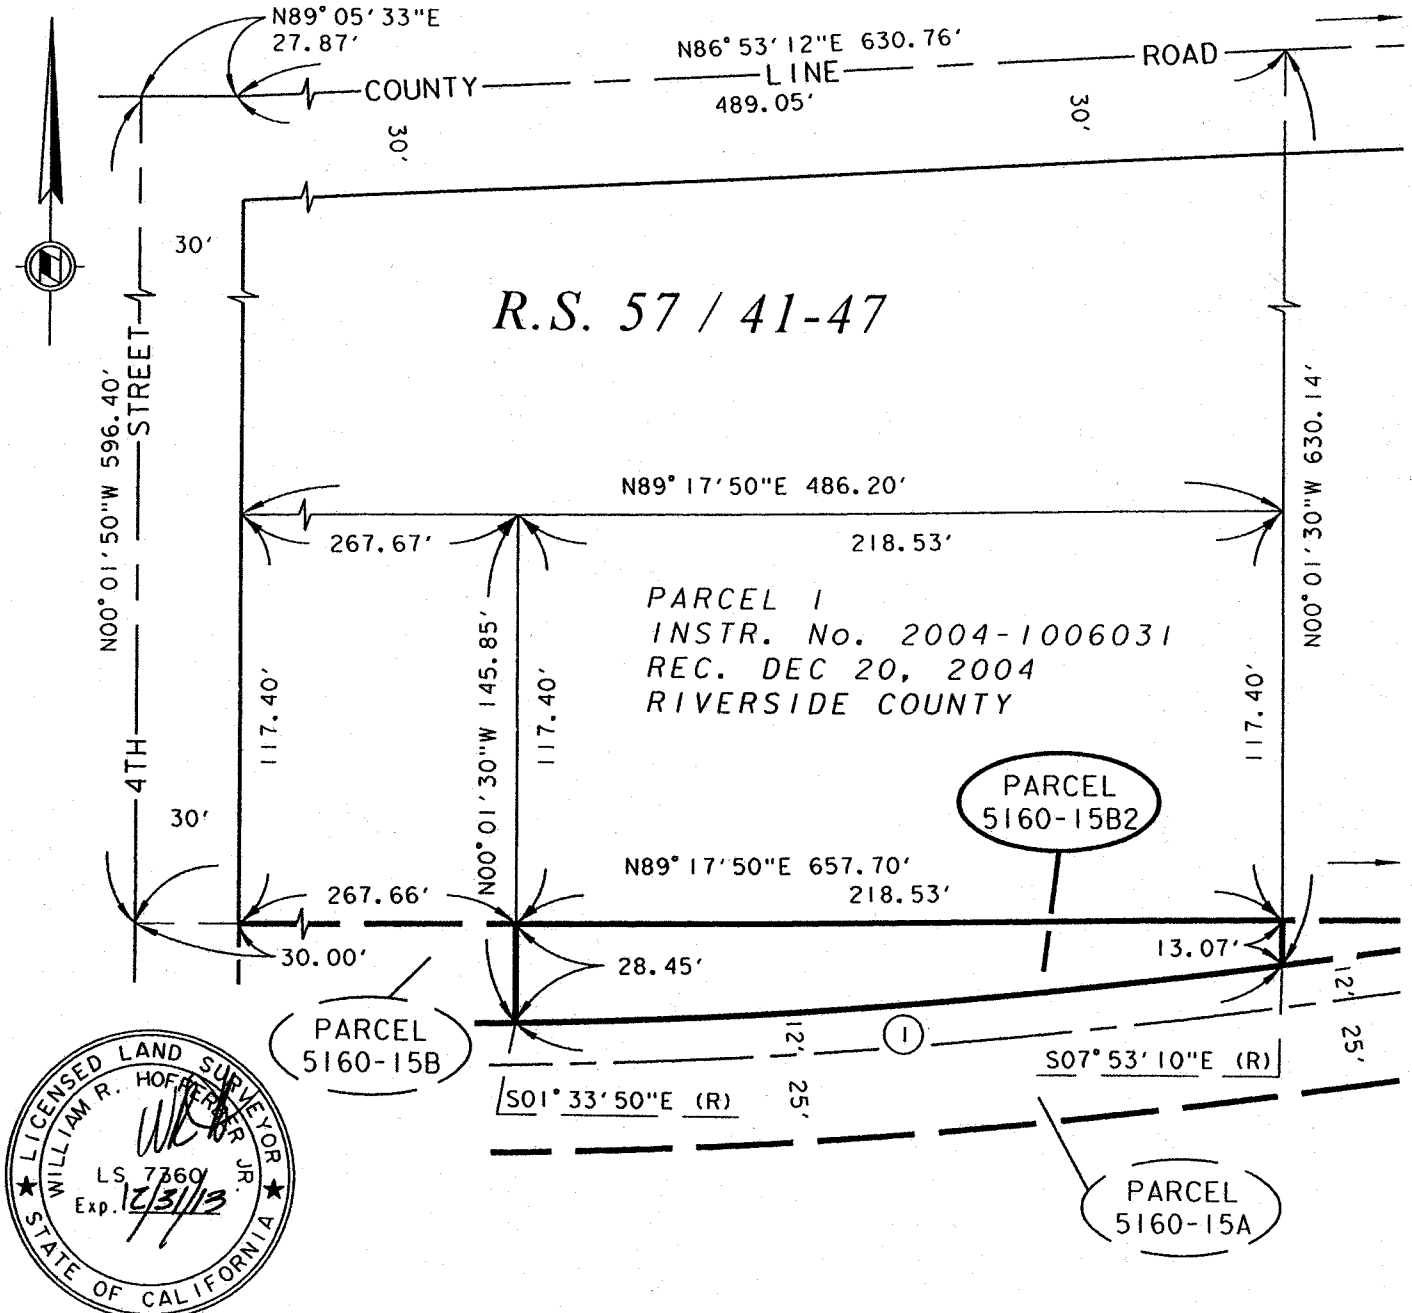 N89°05'33"E
27.87'
N86°53'12"E 630.76'
COUNTY LINE ROAD
489.05'
30'
30'
30'
R.S. 57 / 41-47
N00°01'50"W 596.40'
4TH STREET
N00°01'30"W 630.14'
N89°17'50"E 486.20'
267.67'
218.53'
PARCEL 1
INSTR. No. 2004-1006031
REC. DEC 20, 2004
RIVERSIDE COUNTY
117.40'
N00°01'30"W 145.85'
117.40'
117.40'
PARCEL
5160-15B2
30'
N89°17'50"E 657.70'
267.66'
218.53'
30.00'
28.45'
13.07'
PARCEL
5160-15B
12'
1
12'
25'
25'
S01°33'50"E (R)
S07°53'10"E (R)
PARCEL
5160-15A
LICENSED LAND SURVEYOR
WILLIAM R. HOFFERBER JR.
LS 7360
Exp. 12/31/13
STATE OF CALIFORNIA